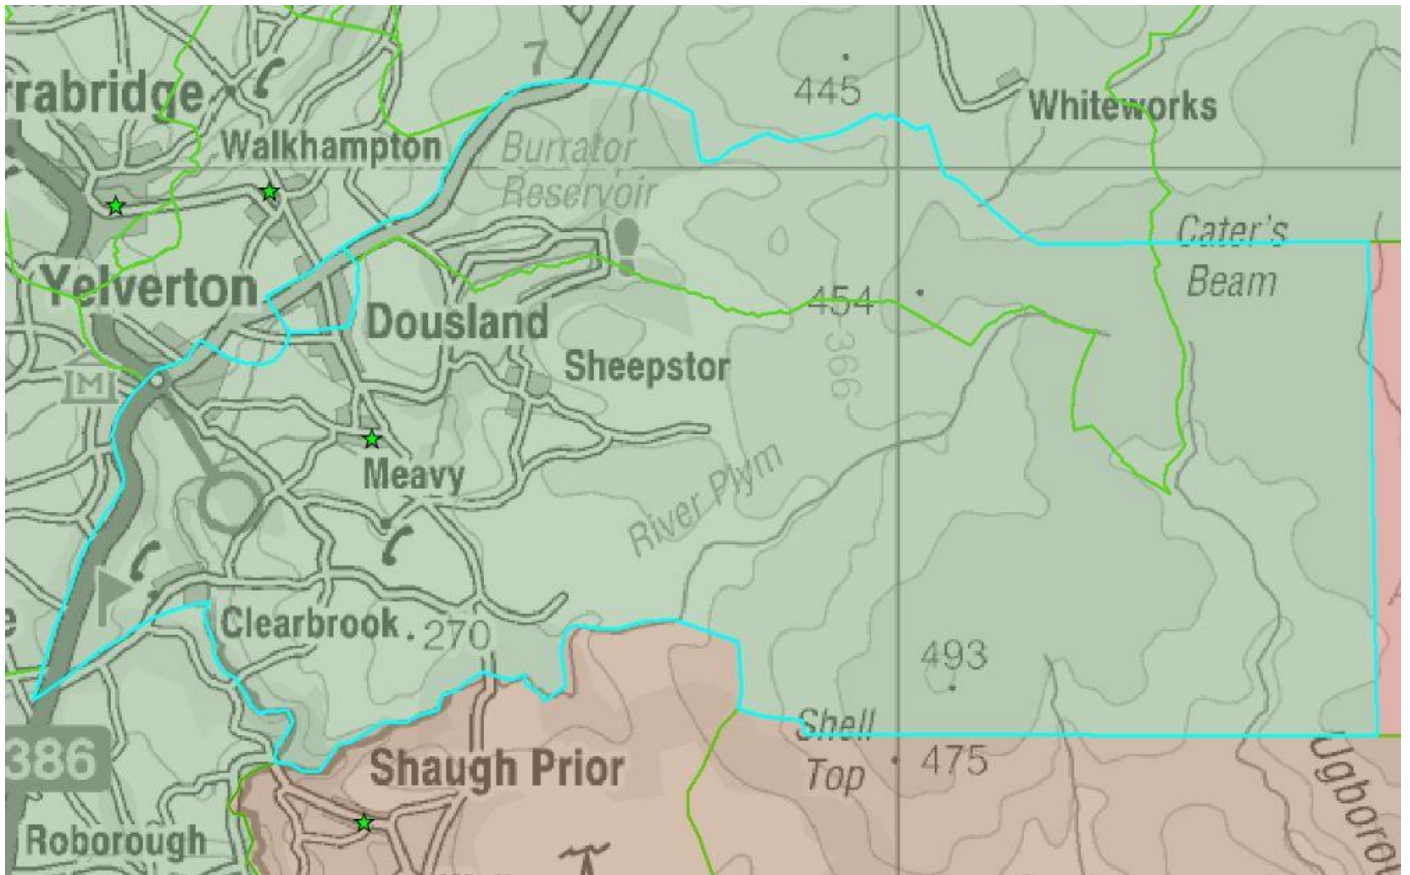 7
445
rrabridge
Whiteworks
Walkhampton
Burrator
Reservoir
Cater's
Beam
Yelverton
454
Dousland
366
Sheepstor
M
Meavy
River Plym
e
Clearbrook
270
493
Shell
Top
475
386
Shaugh Prior
Ugborou
Roborough